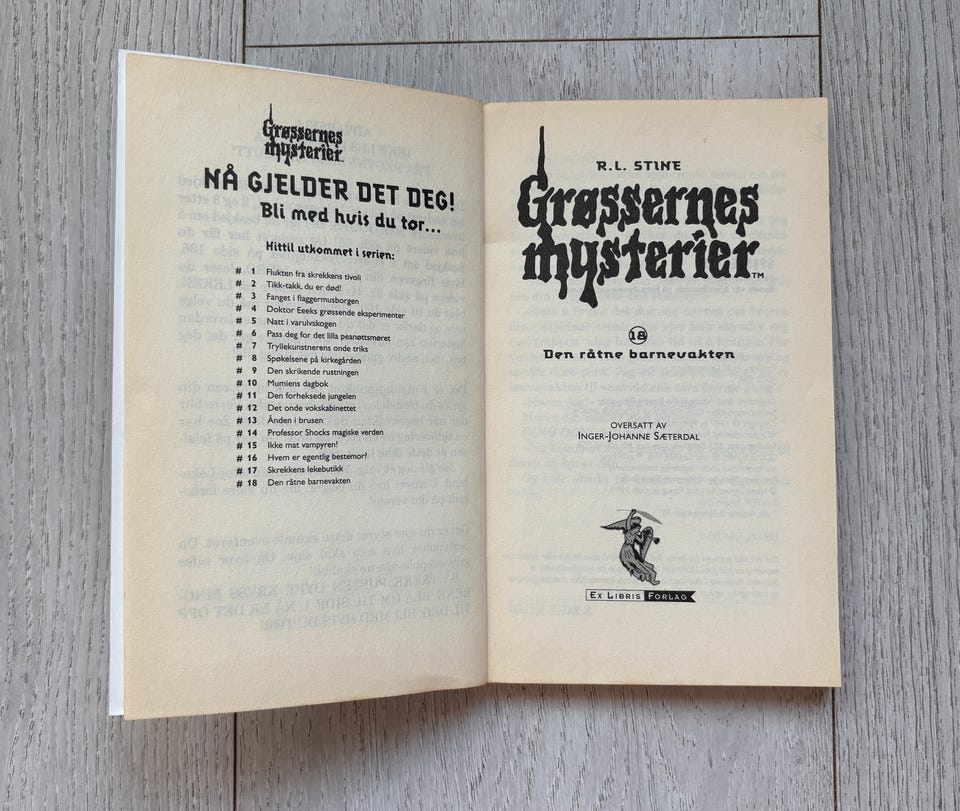 Grøssernes
mysterier™
NÅ GJELDER DET DEG!
Bli med hvis du tør...
Hittil utkommet i serien:
# 1 Flukten fra skrekkens tivoli
# 2 Tikk-takk, du er død!
# 3 Fanget i flaggermusborgen
# 4 Doktor Eeeks grøssende eksperimenter
# 5 Natt i varulvskogen
# 6 Pass deg for det lilla peanøttsmøret
# 7 Tryllekunstnerens onde triks
# 8 Spøkelsene på kirkegården
# 9 Den skrikende rustningen
# 10 Mumiens dagbok
# 11 Den forheksede jungelen
# 12 Det onde vokskabinettet
# 13 Ånden i brusen
# 14 Professor Shocks magiske verden
# 15 Ikke mat vampyren!
# 16 Hvem er egentlig bestemor?
# 17 Skrekkens lekebutikk
# 18 Den råtne barnevakten
R.L. STINE
Grøssernes
mysterier™
18
Den råtne barnevakten
OVERSATT AV
INGER-JOHANNE SÆTERDAL
EX LIBRIS FORLAG